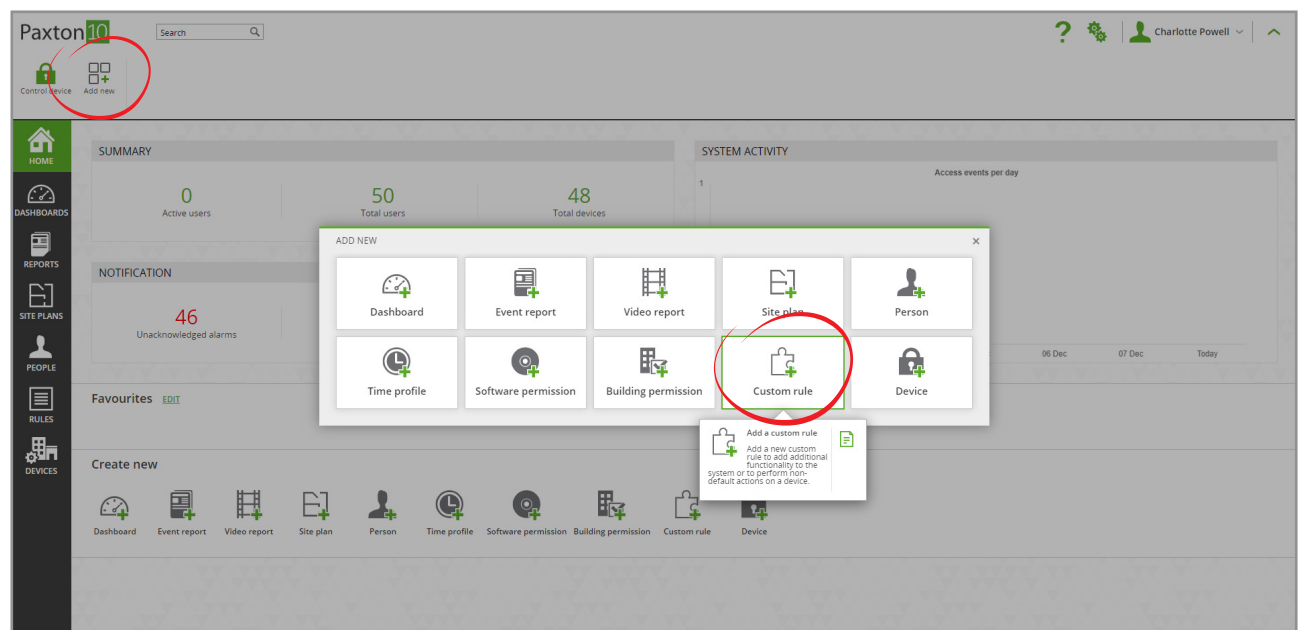 Paxton10
Search
Charlotte Powell
Control device
Add new
HOME
DASHBOARDS
REPORTS
SITE PLANS
PEOPLE
RULES
DEVICES
SUMMARY
0
Active users
50
Total users
48
Total devices
SYSTEM ACTIVITY
Access events per day
1
06 Dec
07 Dec
Today
NOTIFICATION
46
Unacknowledged alarms
ADD NEW
Dashboard
Event report
Video report
Site plan
Person
Time profile
Software permission
Building permission
Custom rule
Device
Add a custom rule
Add a new custom
rule to add additional
functionality to the
system or to perform non-
default actions on a device.
Favourites EDIT
Create new
Dashboard
Event report
Video report
Site plan
Person
Time profile
Software permission
Building permission
Custom rule
Device